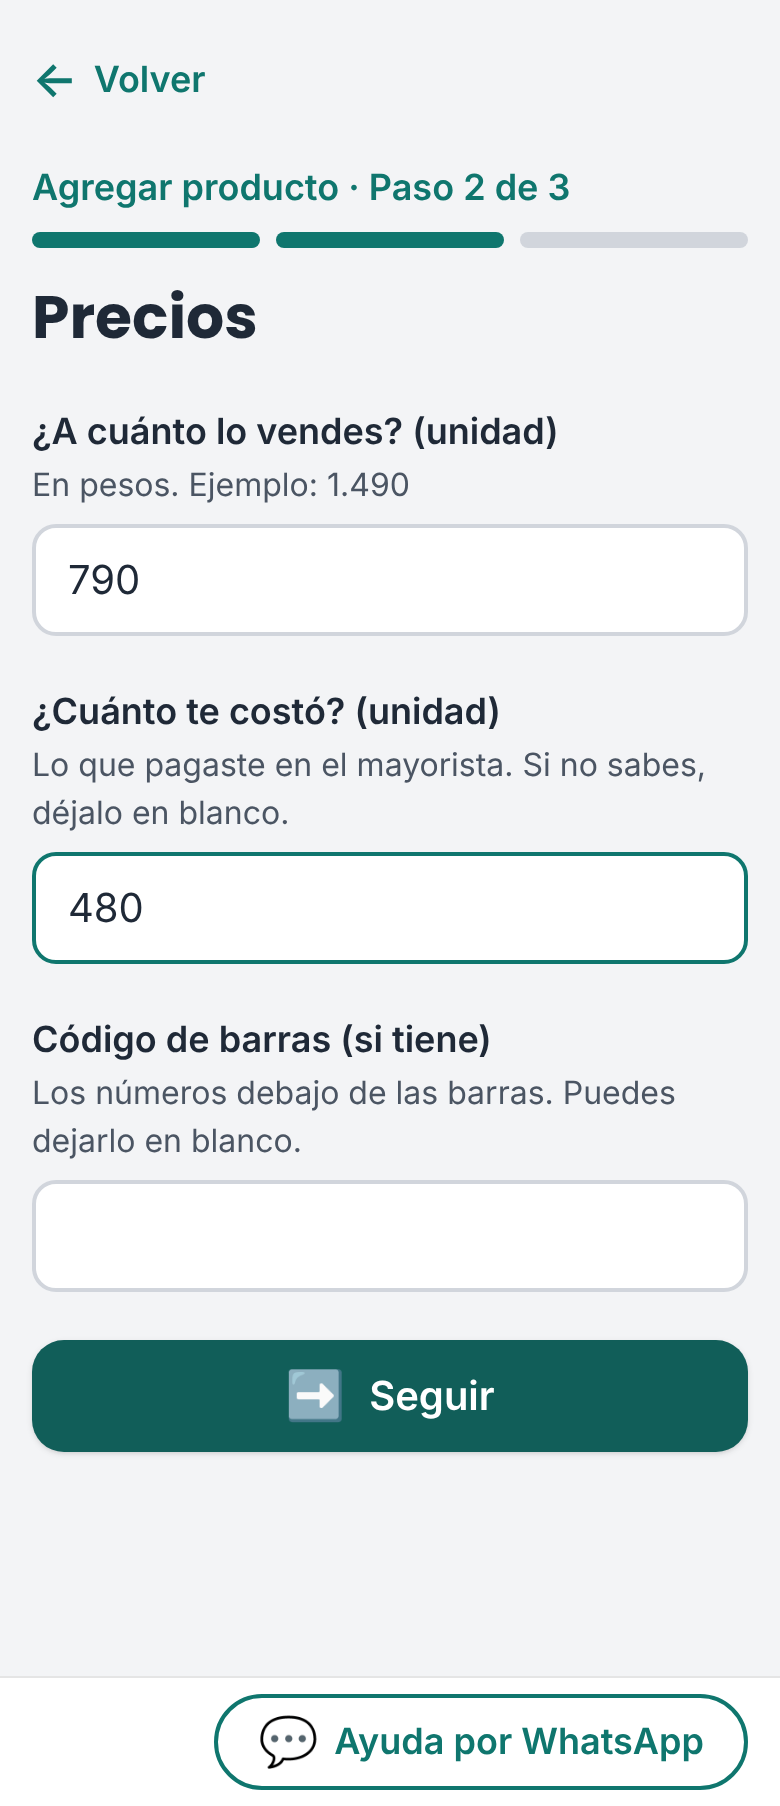 Volver
Agregar producto · Paso 2 de 3
Precios
¿A cuánto lo vendes? (unidad)
En pesos. Ejemplo: 1.490
790
¿Cuánto te costó? (unidad)
Lo que pagaste en el mayorista. Si no sabes,
déjalo en blanco.
480
Código de barras (si tiene)
Los números debajo de las barras. Puedes
dejarlo en blanco.
Seguir
Ayuda por WhatsApp